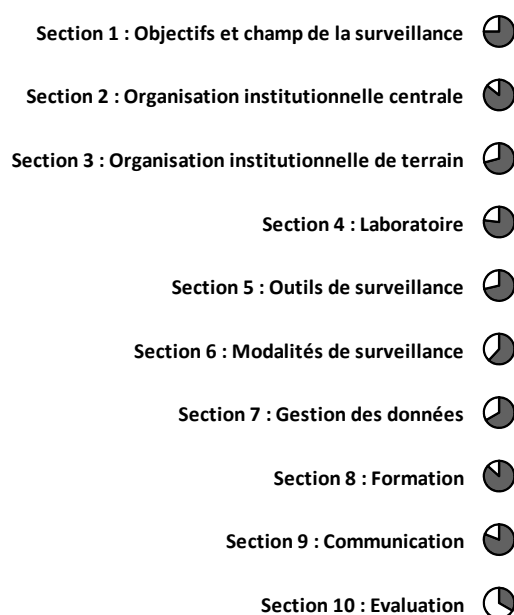 Section 1 : Objectifs et champ de la surveillance
Section 2 : Organisation institutionnelle centrale
Section 3 : Organisation institutionnelle de terrain
Section 4 : Laboratoire
Section 5 : Outils de surveillance
Section 6 : Modalités de surveillance
Section 7 : Gestion des données
Section 8 : Formation
Section 9 : Communication
Section 10 : Evaluation